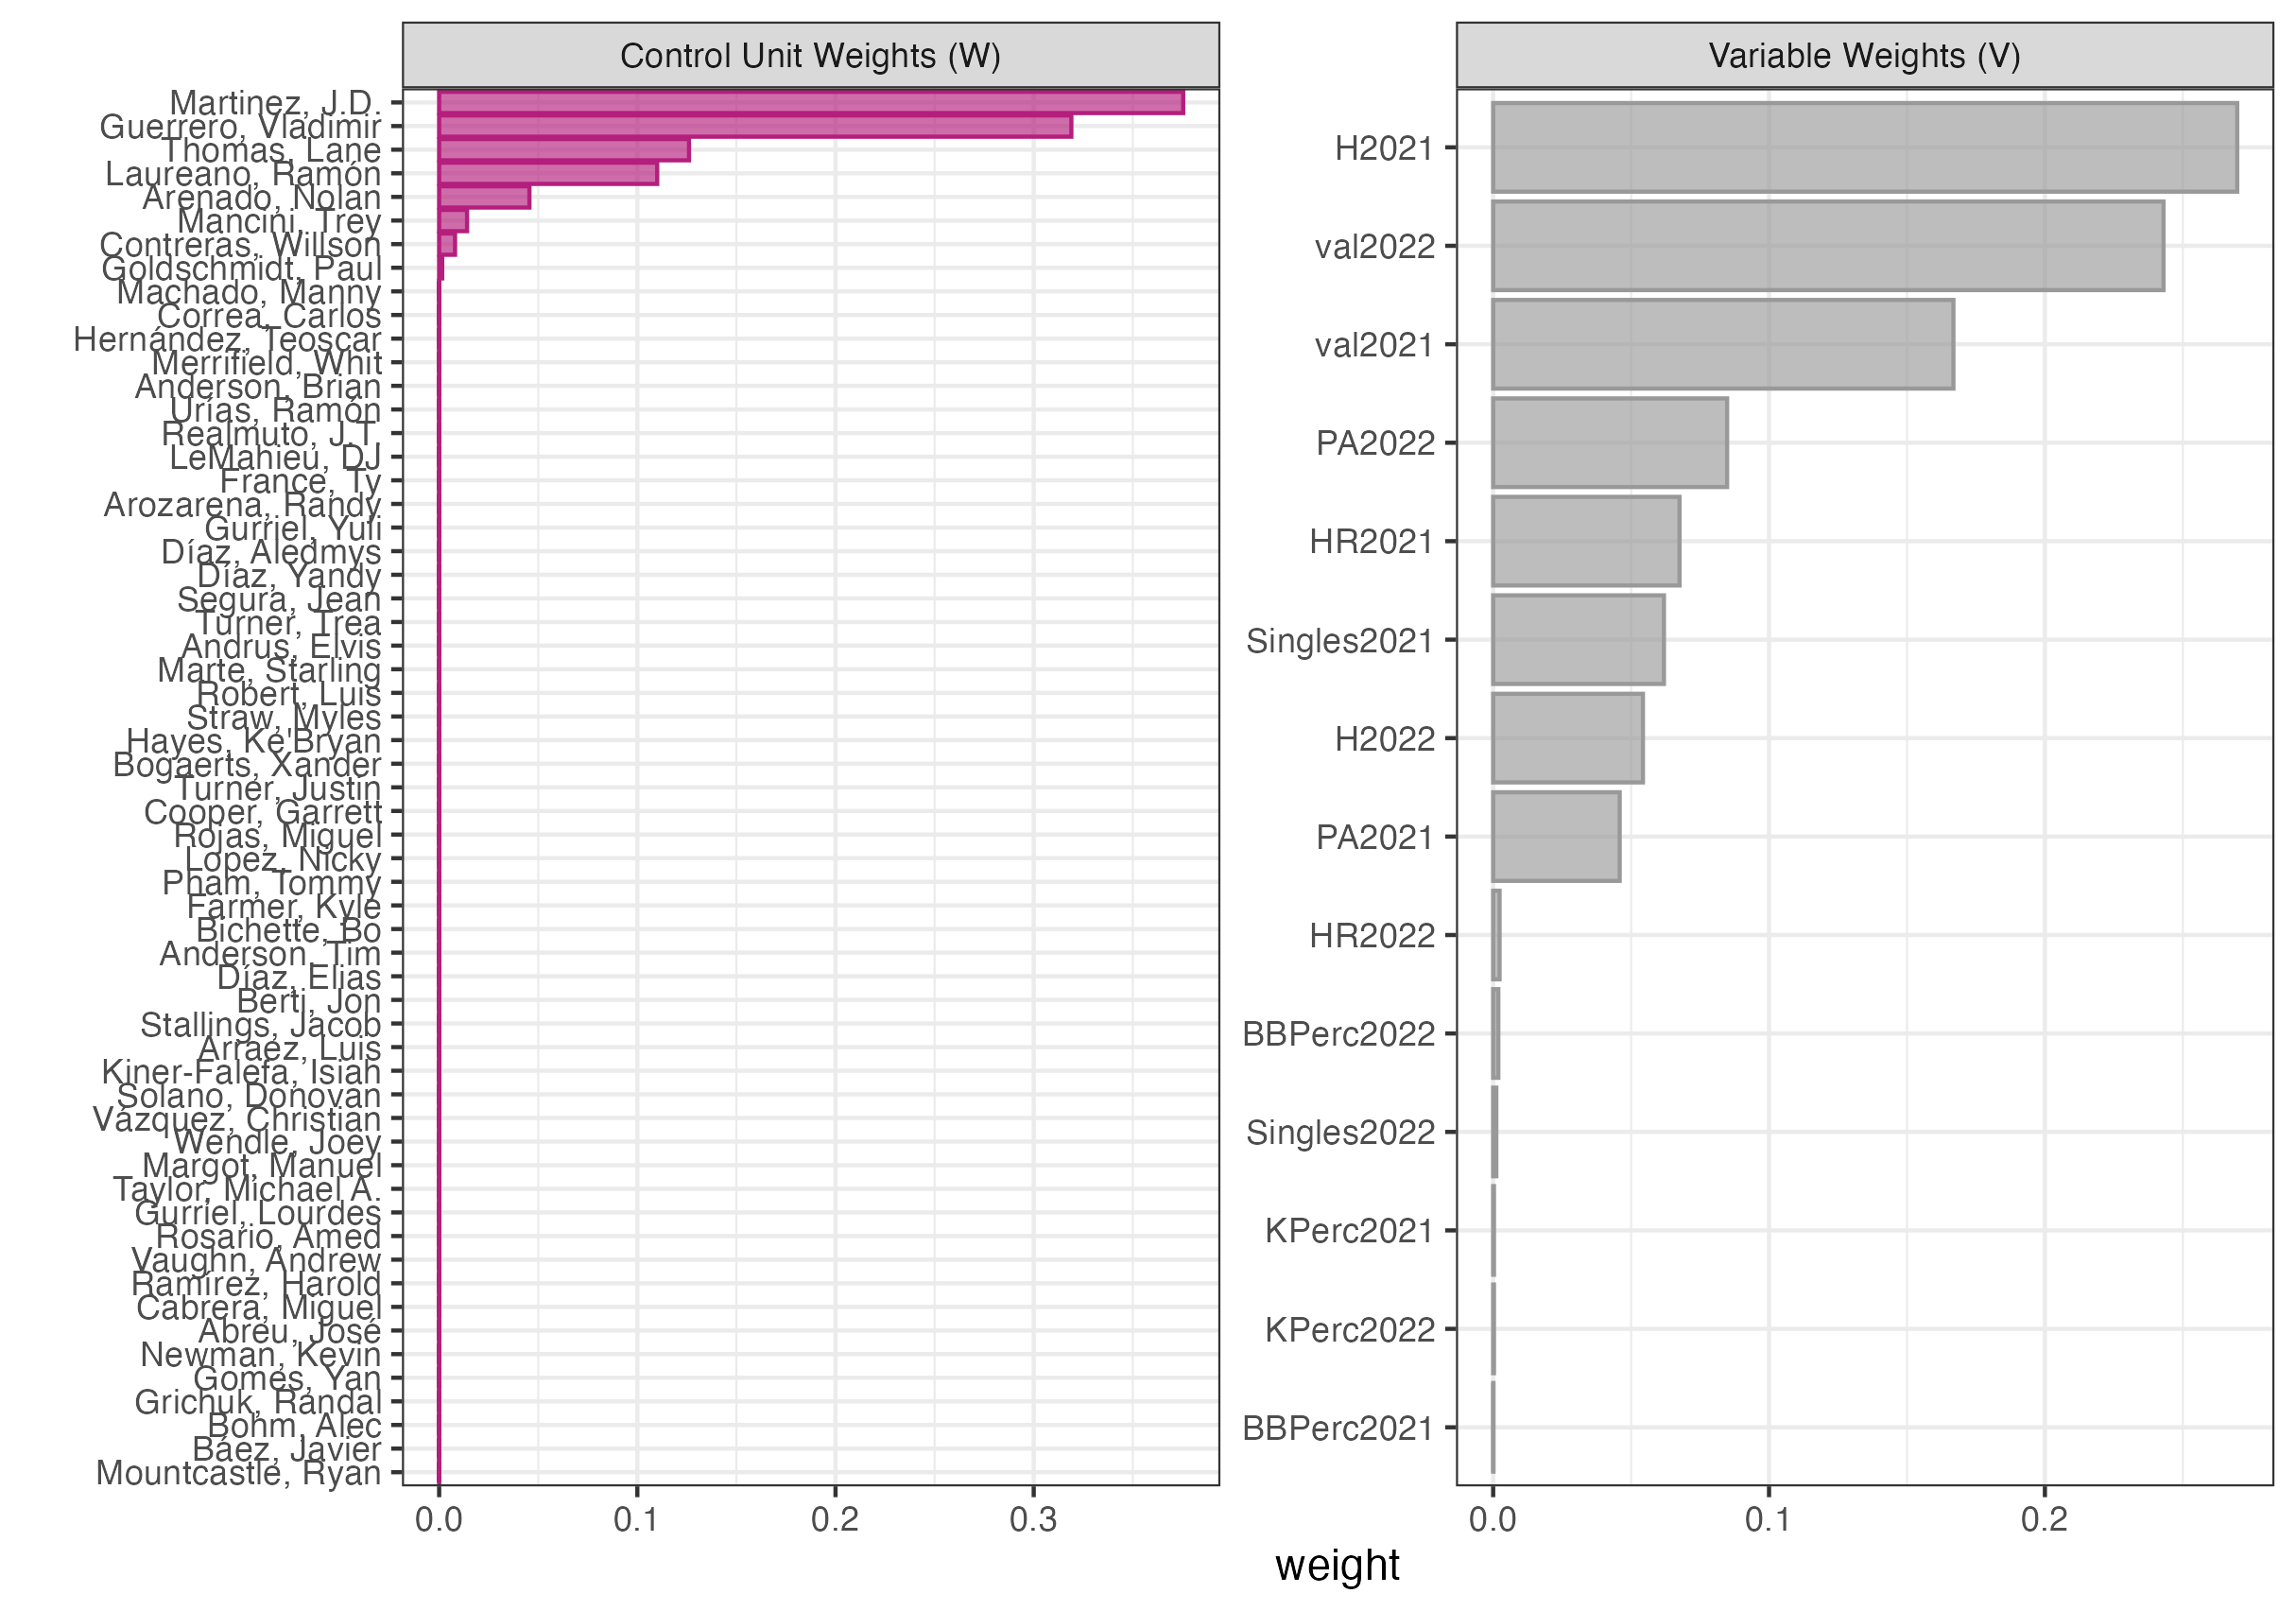 Control Unit Weights (W)
Martinez, J.D.
Guerrero, Vladimir
Thomas, Lane
Laureano, Ramón
Arenado, Nolan
Mancini, Trey
Contreras, Willson
Goldschmidt, Paul
Machado, Manny
Correa, Carlos
Hernández, Teoscar
Merrifield, Whit
Anderson, Brian
Urías, Ramón
Realmuto, J.T.
LeMahieu, DJ
France, Ty
Arozarena, Randy
Gurriel, Yuli
Díaz, Aledmys
Díaz, Yandy
Segura, Jean
Turner, Trea
Andrus, Elvis
Marte, Starling
Robert, Luis
Straw, Myles
Hayes, Ke'Bryan
Bogaerts, Xander
Turner, Justin
Cooper, Garrett
Rojas, Miguel
Lopez, Nicky
Pham, Tommy
Farmer, Kyle
Bichette, Bo
Anderson, Tim
Díaz, Elias
Berti, Jon
Stallings, Jacob
Arraez, Luis
Kiner-Falefa, Isiah
Solano, Donovan
Vázquez, Christian
Wendle, Joey
Margot, Manuel
Taylor, Michael A.
Gurriel, Lourdes
Rosario, Amed
Vaughn, Andrew
Ramírez, Harold
Cabrera, Miguel
Abreu, José
Newman, Kevin
Gomes, Yan
Grichuk, Randal
Bohm, Alec
Báez, Javier
Mountcastle, Ryan
0.0 0.1 0.2 0.3
Variable Weights (V)
H2021
val2022
val2021
PA2022
HR2021
Singles2021
H2022
PA2021
HR2022
BBPerc2022
Singles2022
KPerc2021
KPerc2022
BBPerc2021
0.0 0.1 0.2
weight